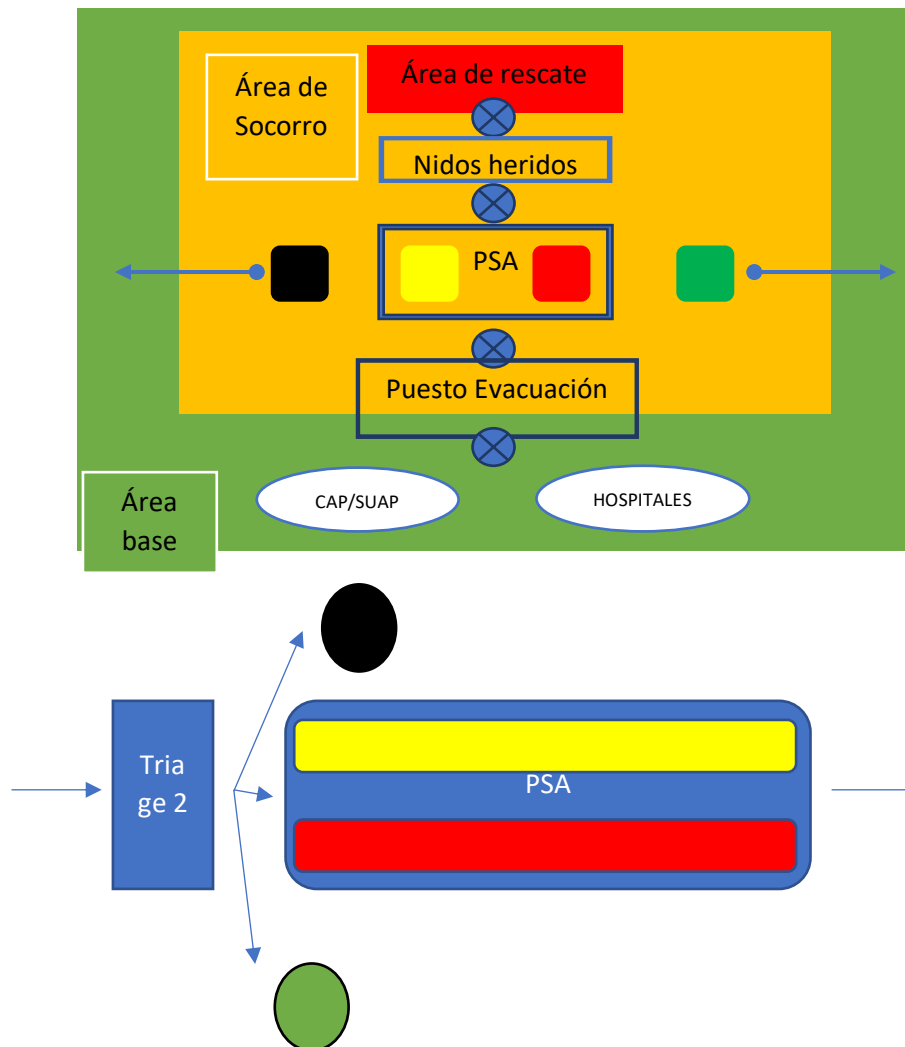 Área de rescate
Área de
Socorro
Nidos heridos
PSA
Puesto Evacuación
CAP/SUAP
HOSPITALES
Área
base
Tria
ge 2
PSA